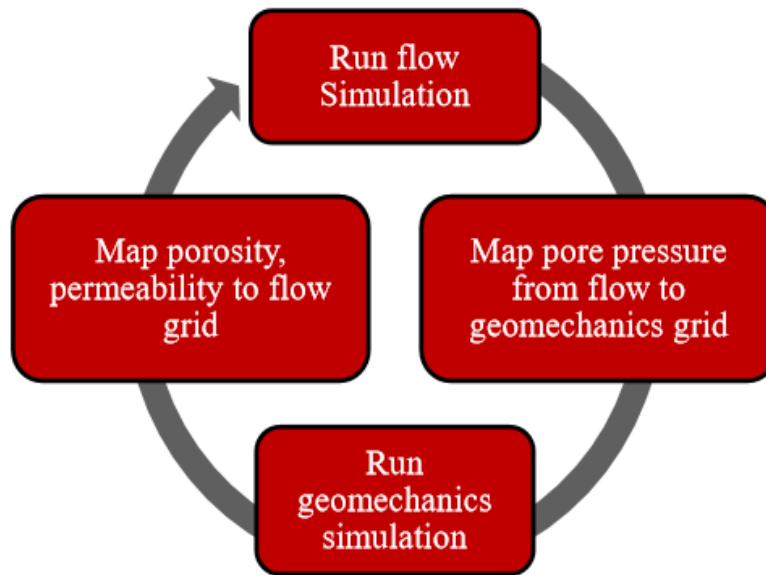 Run flow
Simulation
Map pore pressure
from flow to
geomechanics grid
Run
geomechanics
simulation
Map porosity,
permeability to flow
grid